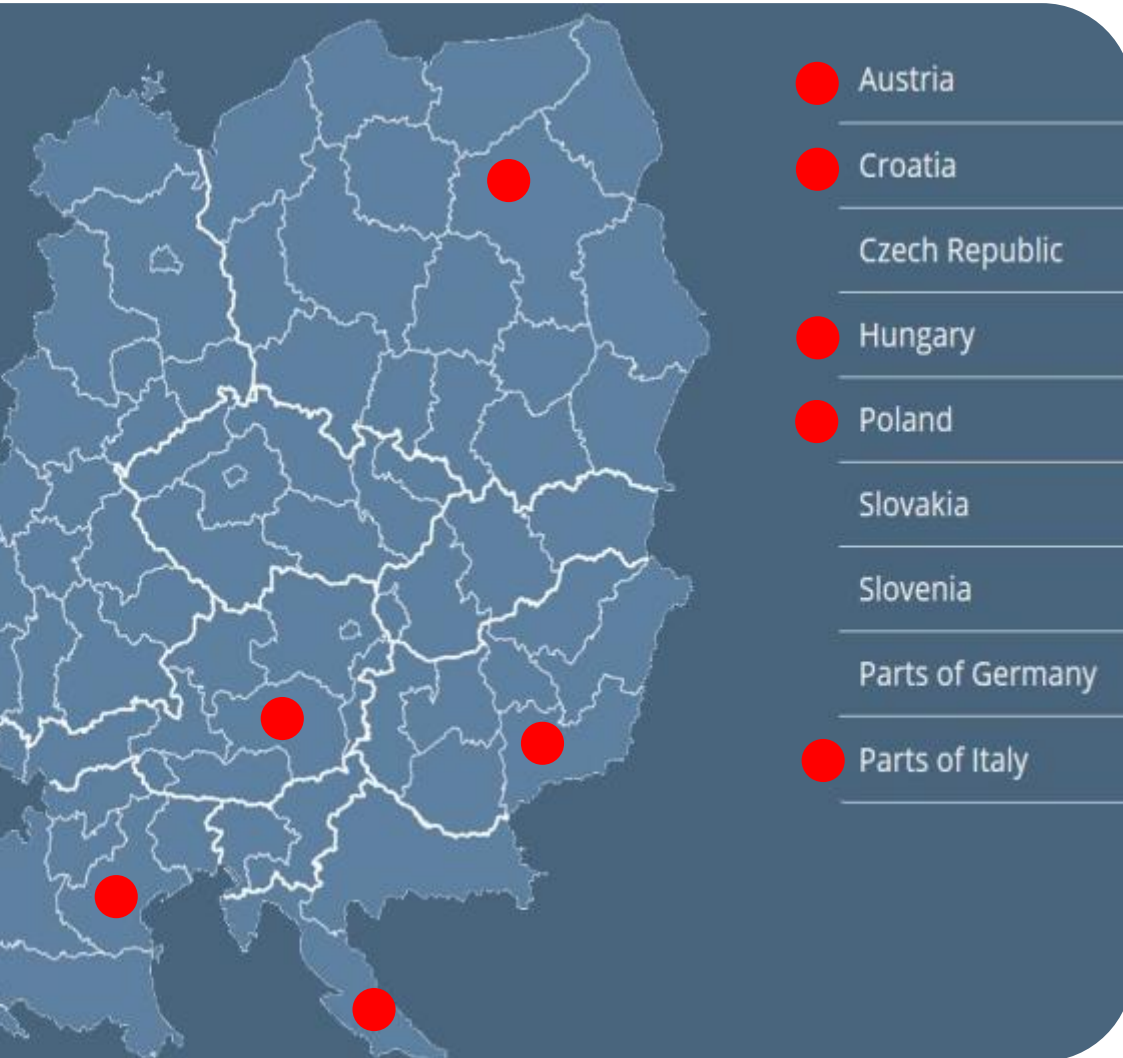 Austria
Croatia
Czech Republic
Hungary
Poland
Slovakia
Slovenia
Parts of Germany
Parts of Italy